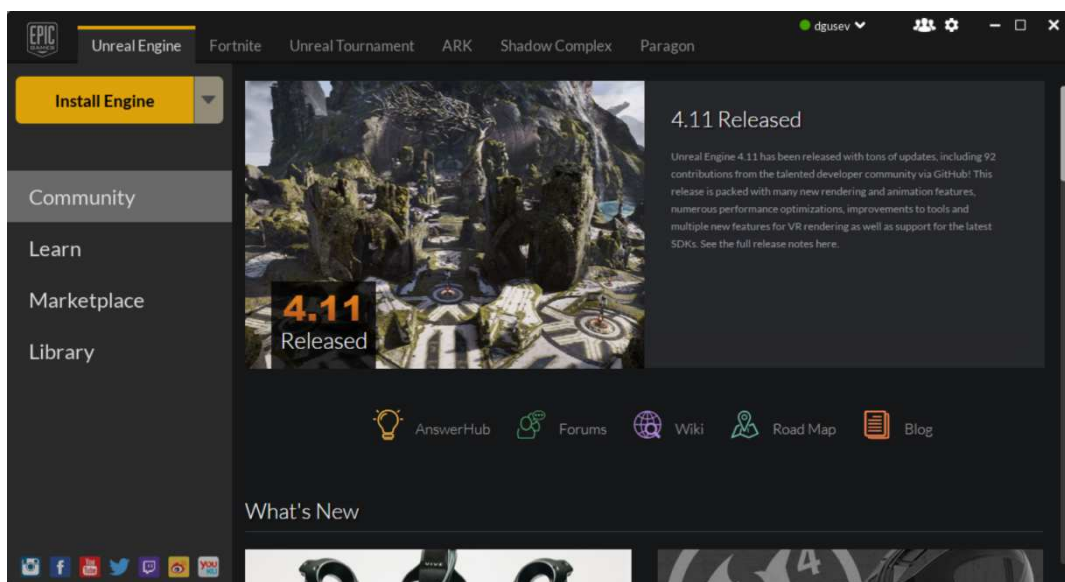 EPIC
GAMES
Unreal Engine
Fortnite
Unreal Tournament
ARK
Shadow Complex
Paragon
dgusev
Install Engine
Community
Learn
Marketplace
Library
4.11
Released
4.11 Released
Unreal Engine 4.11 has been released with tons of updates, including 92
contributions from the talented developer community via GitHub! This
release is packed with many new rendering and animation features,
numerous performance optimizations, improvements to tools and
multiple new features for VR rendering as well as support for the latest
SDKs. See the full release notes here.
AnswerHub
Forums
Wiki
Road Map
Blog
What's New
VIVE
4
You
Tube